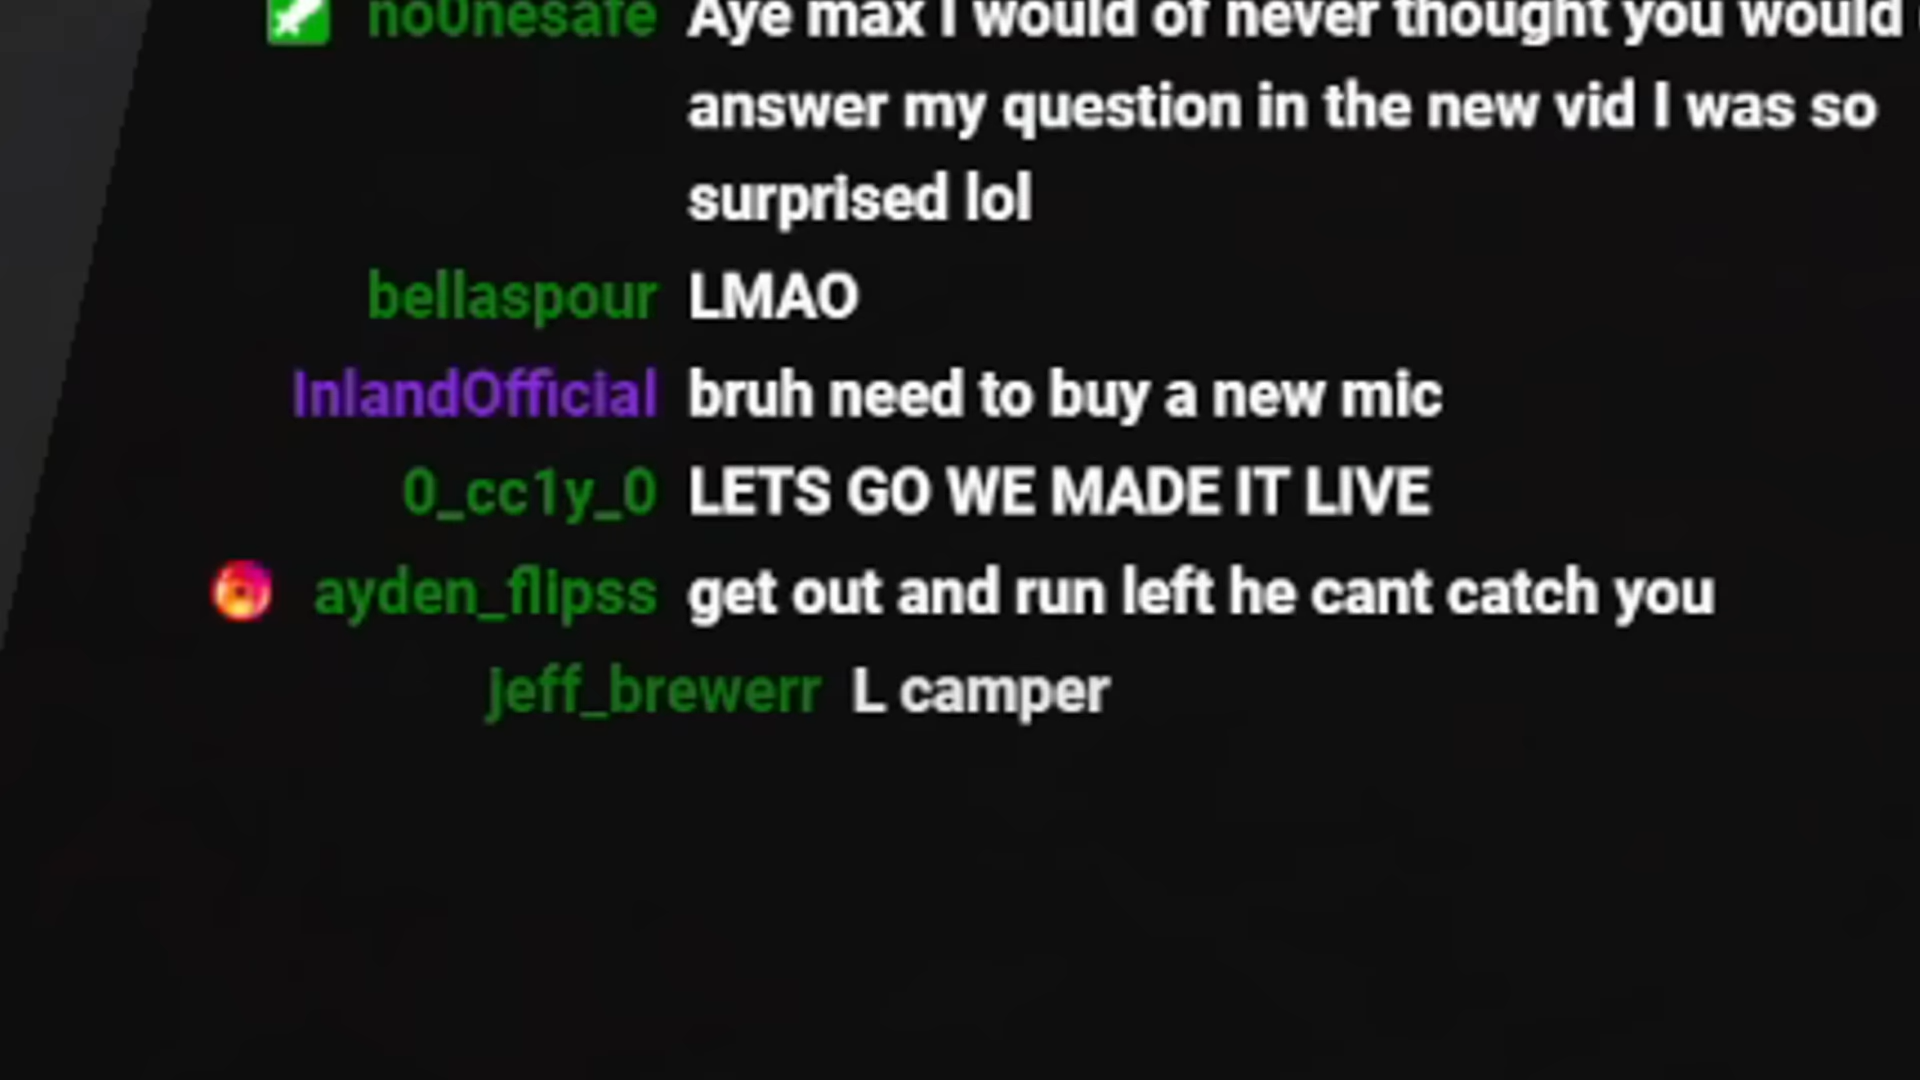 no0nesafe Aye max I would of never thought you would
answer my question in the new vid I was so
surprised lol
bellaspour LMAO
InlandOfficial bruh need to buy a new mic
0_cc1y_0 LETS GO WE MADE IT LIVE
ayden_flipss get out and run left he cant catch you
jeff_brewerr L camper